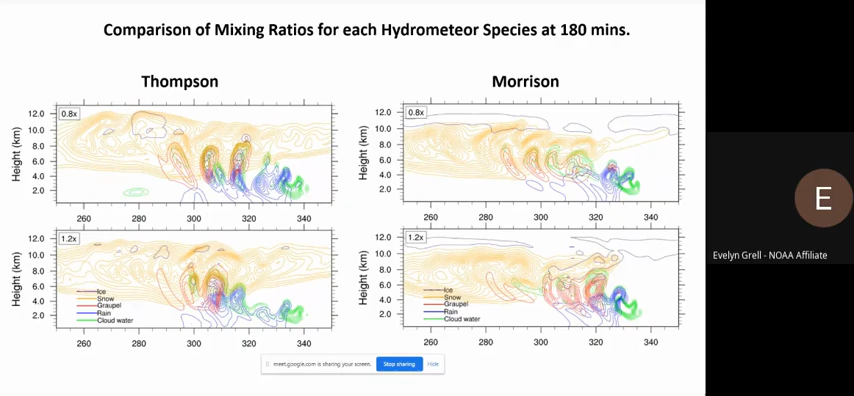 Comparison of Mixing Ratios for each Hydrometeor Species at 180 mins.
Thompson
Morrison
0.8x
12.0
10.0
8.0
6.0
4.0
2.0
Height (km)
260 280 300 320 340
0.8x
12.0
10.0
8.0
6.0
4.0
2.0
Height (km)
260 280 300 320 340
1.2x
12.0
10.0
8.0
6.0
4.0
2.0
Height (km)
Ice
Snow
Graupel
Rain
Cloud water
260 280 300 320 340
1.2x
12.0
10.0
8.0
6.0
4.0
2.0
Height (km)
Ice
Snow
Graupel
Rain
Cloud water
260 280 300 320 340
meet.google.com is sharing your screen.
Stop sharing
Hide
E
Evelyn Grell - NOAA Affiliate